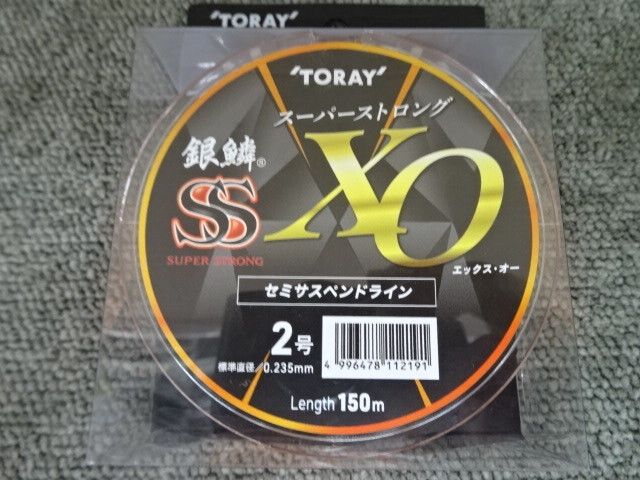 TORAY
TORAY
スーパーストロング
銀鱗®
XO
SS
SUPER STRONG
エックス・オー
セミサスペンドライン
2号
標準直径/0.235mm
4 996478 112191
Length 150m